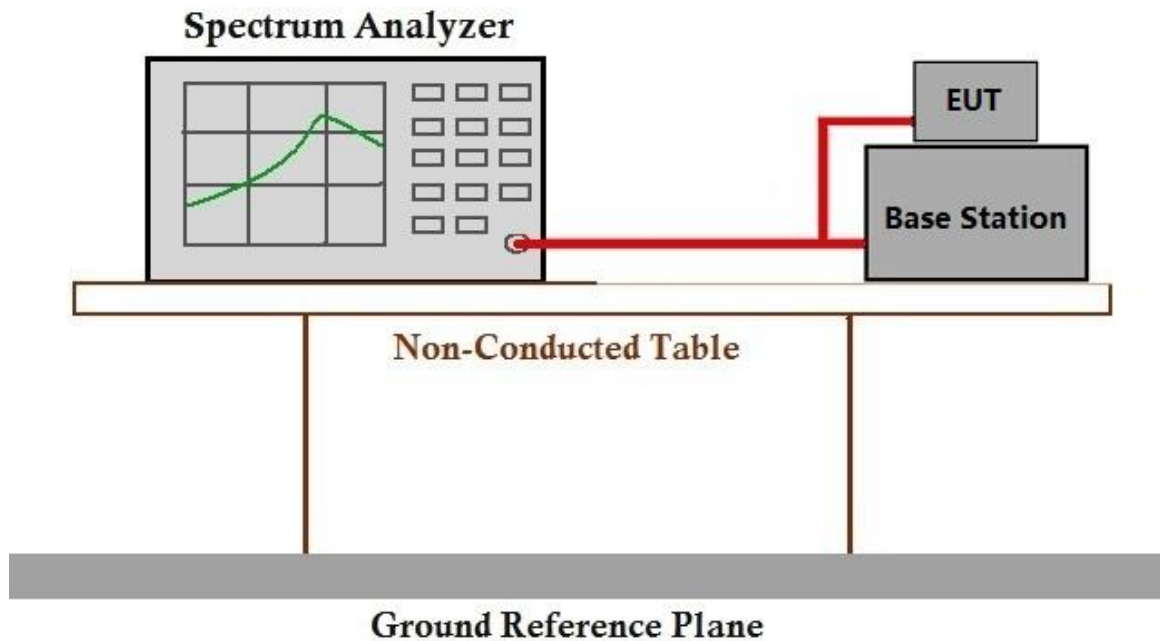 Spectrum Analyzer
EUT
Base Station
Non-Conducted Table
Ground Reference Plane